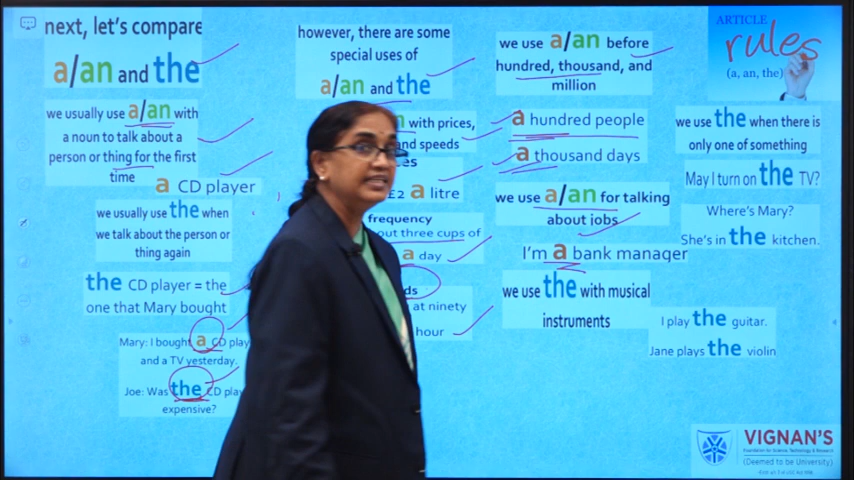 next, let's compare
a/an and the
we usually use a/an with
a noun to talk about a
person or thing for the first
time
a CD player
we usually use the when
we talk about the person or
thing again
the CD player = the
one that Mary bought
Mary: I bought a CD play
and a TV yesterday.
Joe: Was the CD play
expensive?
however, there are some
special uses of
a/an and the
n with prices,
and speeds
es
£2 a litre
frequency
out three cups of
a day
ds
at ninety
hour
we use a/an before
hundred, thousand, and
million
a hundred people
a thousand days
we use a/an for talking
about jobs
I'm a bank manager
we use the with musical
instruments
ARTICLE
rules
(a, an, the)
we use the when there is
only one of something
May I turn on the TV?
Where's Mary?
She's in the kitchen.
I play the guitar.
Jane plays the violin
VIGNAN'S
Foundation for Science, Technology & Research
(Deemed to be University)